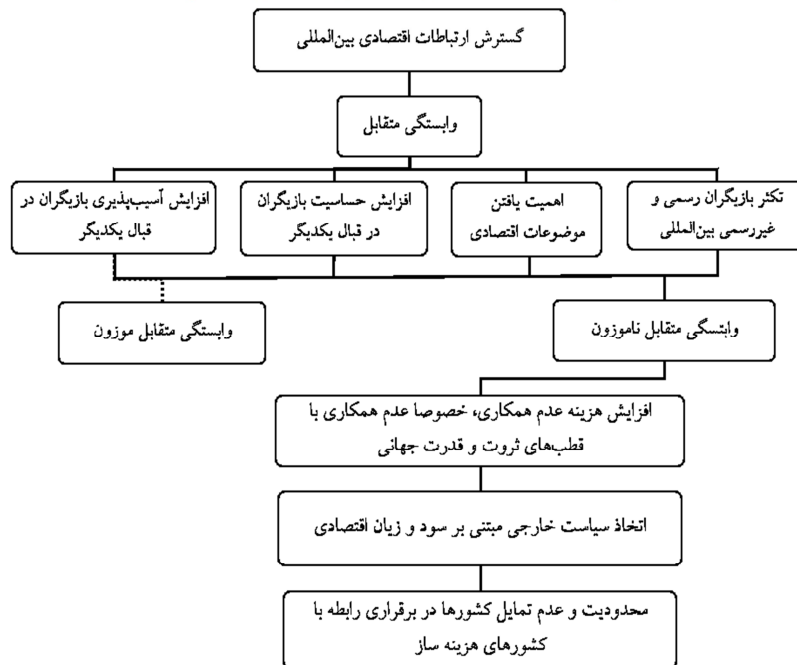 گسترش ارتباطات اقتصادی بین‌المللی
وابستگی متقابل
تکثر بازیگران رسمی و
غیررسمی بین‌المللی
اهمیت یافتن
موضوعات اقتصادی
افزایش حساسیت بازیگران
در قبال یکدیگر
افزایش آسیب‌پذیری بازیگران در
قبال یکدیگر
وابتسگی متقابل ناموزون
وابستگی متقابل موزون
افزایش هزینه عدم همکاری، خصوصا عدم همکاری با
قطب‌های ثروت و قدرت جهانی
اتخاذ سیاست خارجی مبتنی بر سود و زیان اقتصادی
محدودیت و عدم تمایل کشورها در برقراری رابطه با
کشورهای هزینه ساز